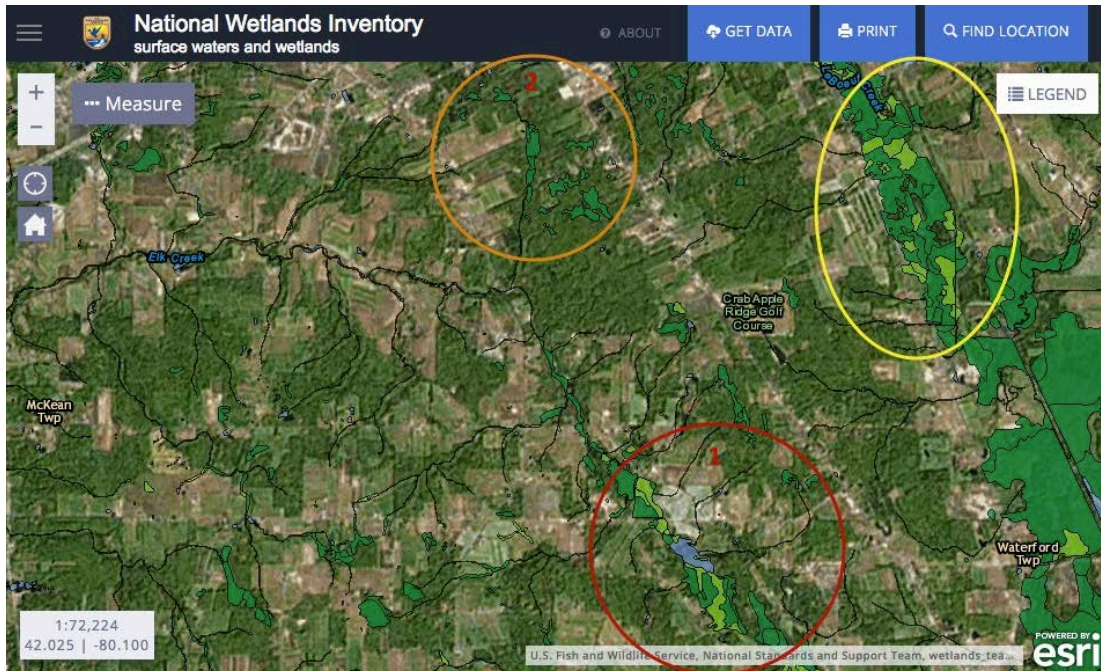 National Wetlands Inventory
surface waters and wetlands
ABOUT
GET DATA
PRINT
FIND LOCATION
+
-
Measure
LEGEND
2
LeBoeuf Creek
Elk Creek
Crab Apple
Ridge Golf
Course
McKean
Twp
1
Waterford
Twp
1:72,224
42.025 | -80.100
U.S. Fish and Wildlife Service, National Standards and Support Team, wetlands_tea...
POWERED BY
esri